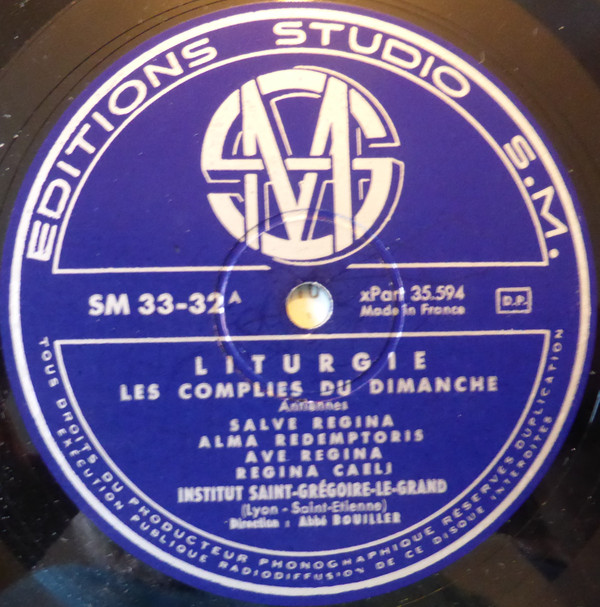 EDITIONS STUDIO S.M.
SMG
SM 33-32 A
xPart 35.594
Made in France
D.P.
LITURGIE
LES COMPLIES DU DIMANCHE
Antiennes
SALVE REGINA
ALMA REDEMPTORIS
AVE REGINA
REGINA CAELI
INSTITUT SAINT-GRÉGOIRE-LE-GRAND
(Lyon - Saint-Etienne)
Direction : Abbé BOUILLER
TOUS DROITS DU PRODUCTEUR PHONOGRAPHIQUE RÉSERVÉS DUPLICATION
EXÉCUTION PUBLIQUE RADIODIFFUSION DE CE DISQUE INTERDITES